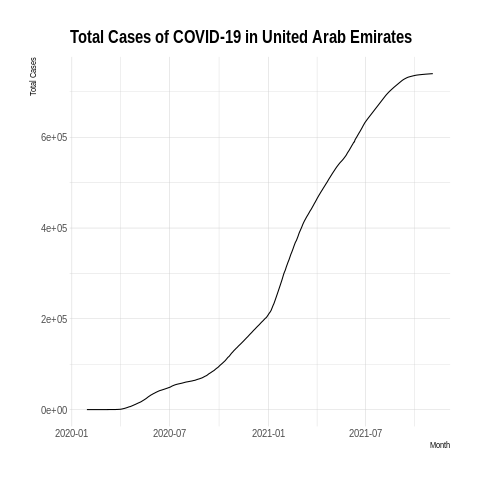 Total Cases of COVID-19 in United Arab Emirates
Total Cases
6e+05
4e+05
2e+05
0e+00
2020-01 2020-07 2021-01 2021-07
Month